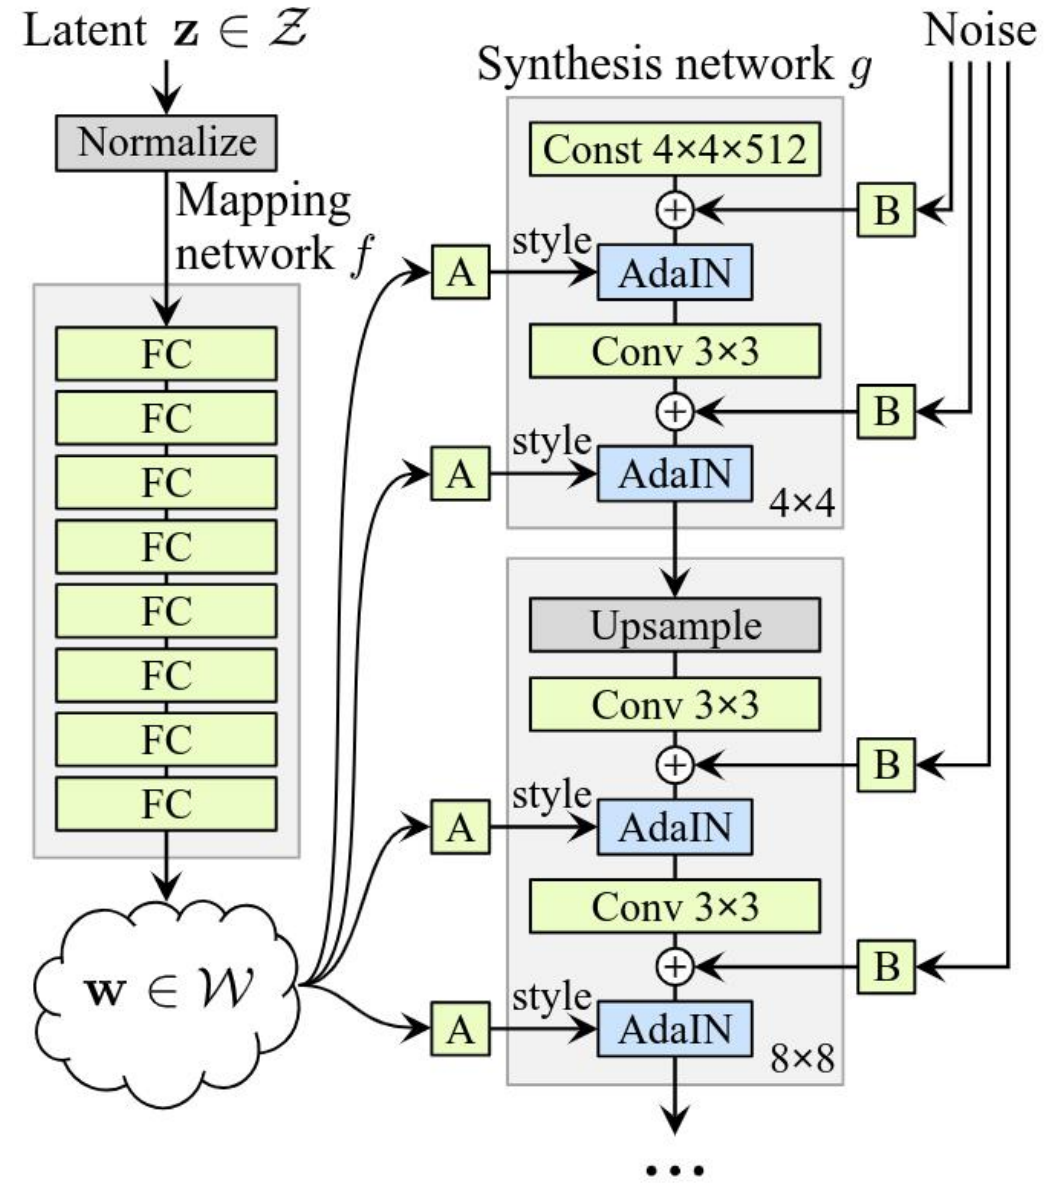 Latent z ∈ 𝒵
Normalize
Mapping
network f
FC
FC
FC
FC
FC
FC
FC
FC
w ∈ 𝒲
Synthesis network g
Noise
Const 4×4×512
+
B
A
style
AdaIN
Conv 3×3
+
B
A
style
AdaIN
4×4
Upsample
Conv 3×3
+
B
A
style
AdaIN
Conv 3×3
+
B
A
style
AdaIN
8×8
...